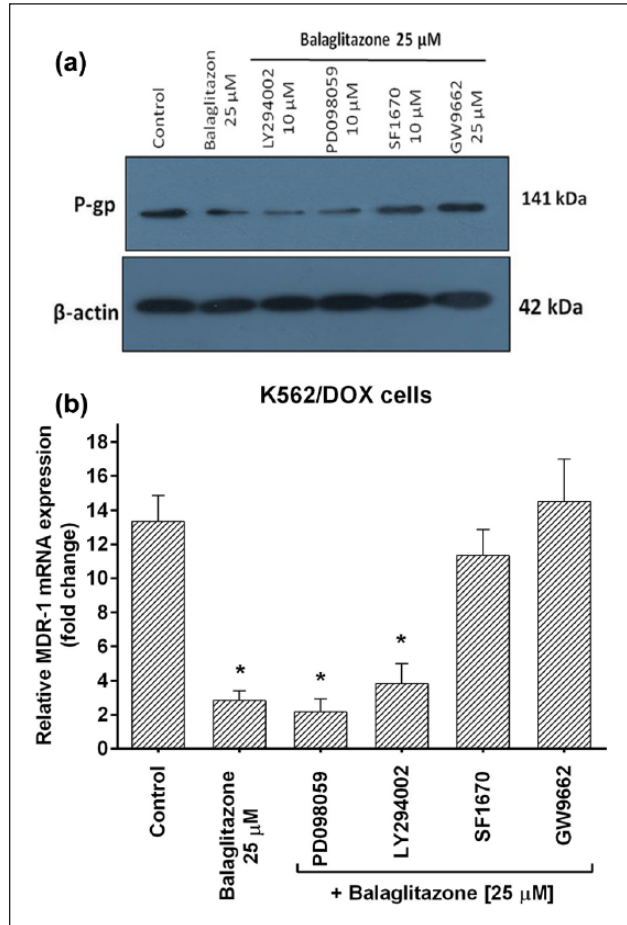 Balaglitazone 25 µM
(a)
Control
Balaglitazon
25 µM
LY294002
10 µM
PD098059
10 µM
SF1670
10 µM
GW9662
25 µM
P-gp
141 kDa
β-actin
42 kDa
(b)
K562/DOX cells
Relative MDR-1 mRNA expression
(fold change)
18
16
14
12
10
8
6
4
2
0
*
*
*
Control
Balaglitazone
25 µM
PD098059
LY294002
SF1670
GW9662
+ Balaglitazone [25 µM]